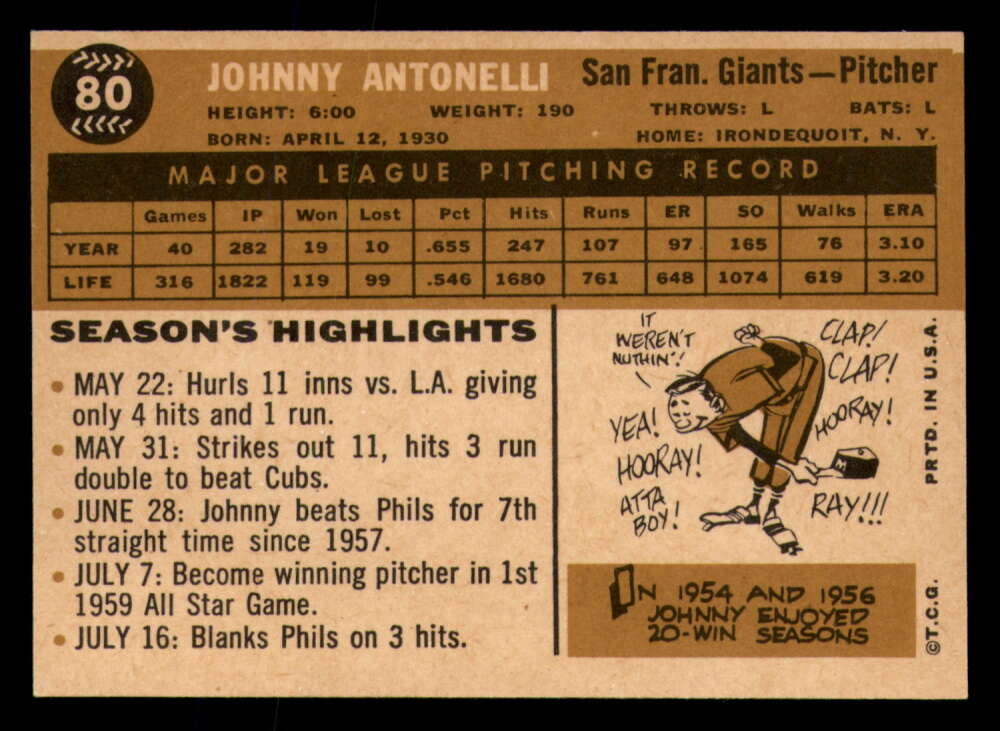 80
JOHNNY ANTONELLI San Fran. Giants—Pitcher
HEIGHT: 6:00 WEIGHT: 190 THROWS: L BATS: L
BORN: APRIL 12, 1930 HOME: IRONDEQUOIT, N. Y.
MAJOR LEAGUE PITCHING RECORD
Games IP Won Lost Pct Hits Runs ER SO Walks ERA
YEAR 40 282 19 10 .655 247 107 97 165 76 3.10
LIFE 316 1822 119 99 .546 1680 761 648 1074 619 3.20
SEASON'S HIGHLIGHTS
• MAY 22: Hurls 11 inns vs. L.A. giving
only 4 hits and 1 run.
• MAY 31: Strikes out 11, hits 3 run
double to beat Cubs.
• JUNE 28: Johnny beats Phils for 7th
straight time since 1957.
• JULY 7: Become winning pitcher in 1st
1959 All Star Game.
• JULY 16: Blanks Phils on 3 hits.
IT
WEREN'T
NUTHIN'!
CLAP!
CLAP!
YEA!
HOORAY!
HOORAY!
ATTA
BOY!
RAY!!!
IN 1954 AND 1956
JOHNNY ENJOYED
20-WIN SEASONS
©T.C.G. PRTD. IN U.S.A.